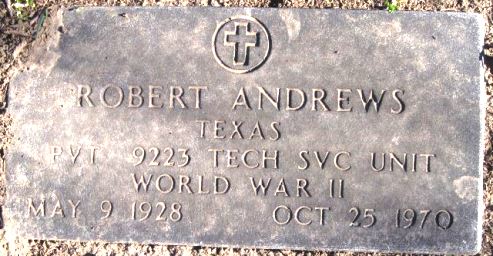 ROBERT ANDREWS
TEXAS
PVT 9223 TECH SVC UNIT
WORLD WAR II
MAY 9 1928 OCT 25 1970